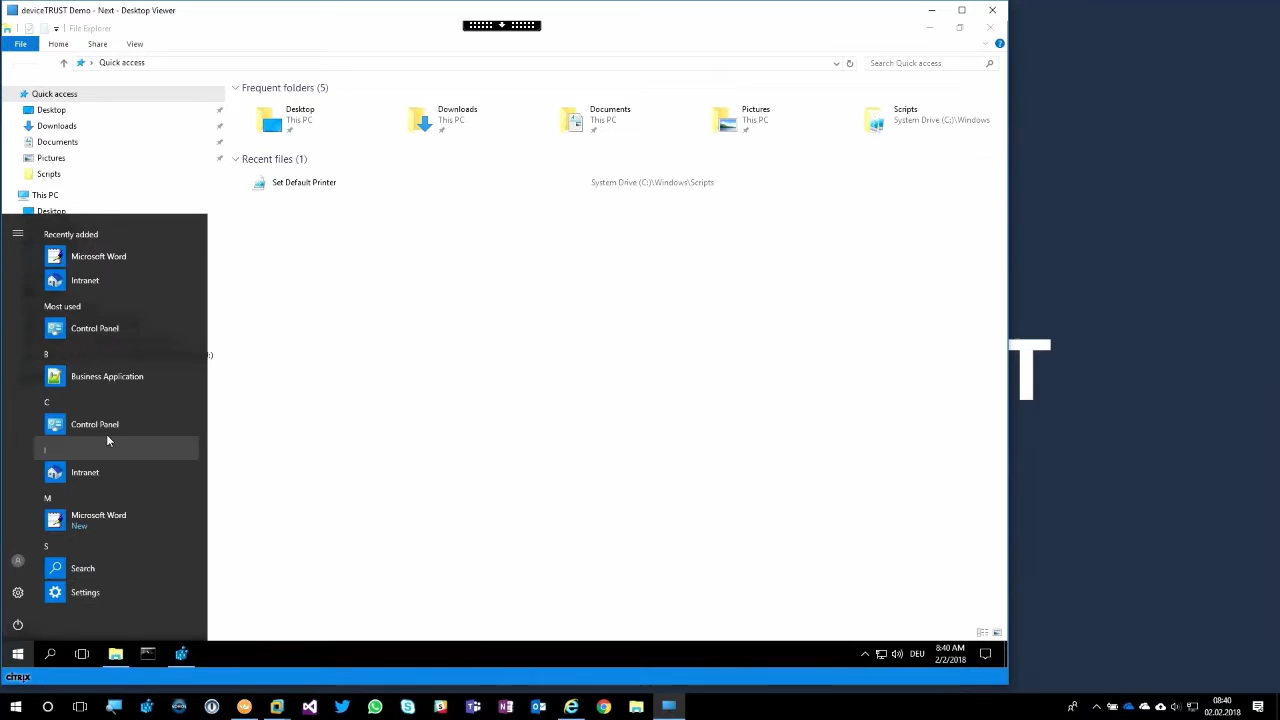 deviceTRUST Demo - Next - Desktop Viewer
File Explorer
File
Home
Share
View
Quick access
Search Quick access
Quick access
Desktop
Downloads
Documents
Pictures
Scripts
This PC
Desktop
Frequent folders (5)
Desktop
This PC
Downloads
This PC
Documents
This PC
Pictures
This PC
Scripts
System Drive (C:)\Windows
Recent files (1)
Set Default Printer
System Drive (C:)\Windows\Scripts
Recently added
Microsoft Word
Intranet
Most used
Control Panel
B
:)
Business Application
C
Control Panel
I
Intranet
M
Microsoft Word
New
S
Search
Settings
T
DEU
8:40 AM
2/2/2018
CITRIX
08:40
02.02.2018